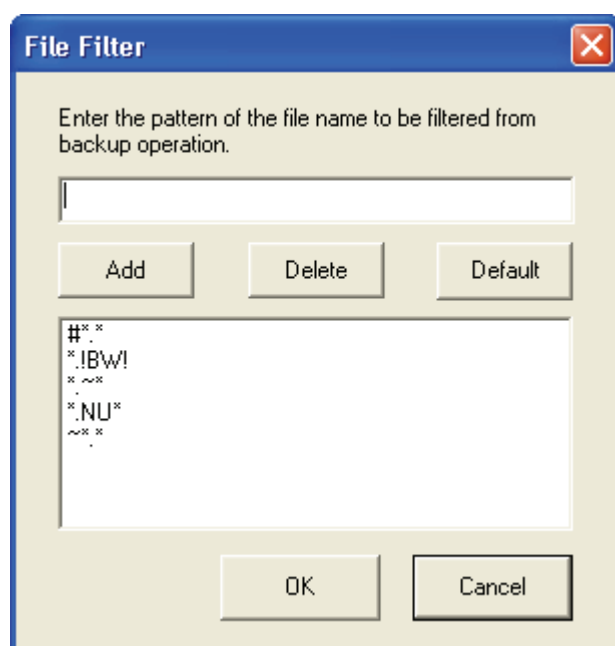 File Filter
Enter the pattern of the file name to be filtered from
backup operation.
Add Delete Default
#*.*
*.!BW!
*.~*
*.NU*
~*.*
OK Cancel